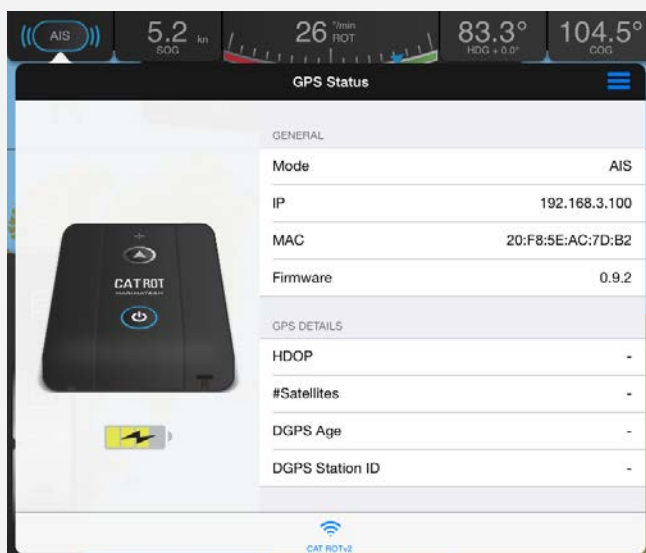 AIS
5.2 kn
SOG
26 °/min
ROT
83.3°
HDG + 0.0°
104.5°
COG
GPS Status
GENERAL
Mode AIS
IP 192.168.3.100
MAC 20:F8:5E:AC:7D:B2
Firmware 0.9.2
CAT ROT
GPS DETAILS
HDOP -
#Satellites -
DGPS Age -
DGPS Station ID -
CAT ROTv2